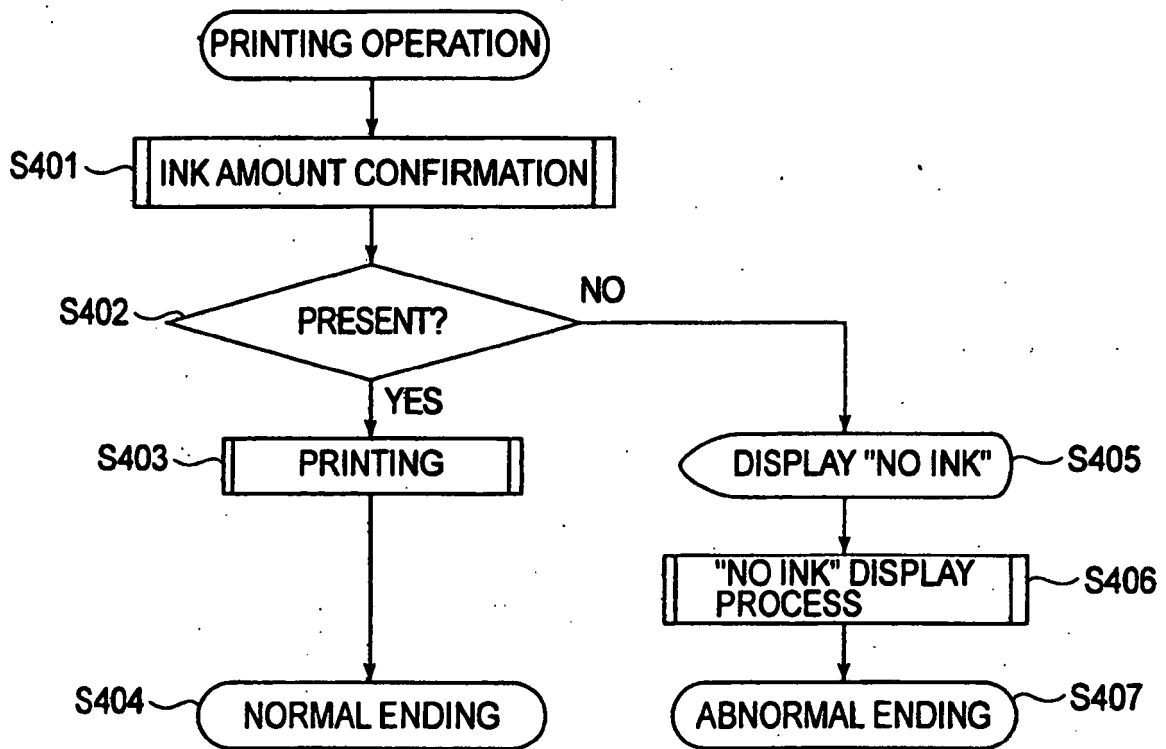 PRINTING OPERATION
S401
INK AMOUNT CONFIRMATION
S402
PRESENT?
NO
YES
S403
PRINTING
DISPLAY "NO INK"
S405
"NO INK" DISPLAY
PROCESS
S406
S404
NORMAL ENDING
ABNORMAL ENDING
S407